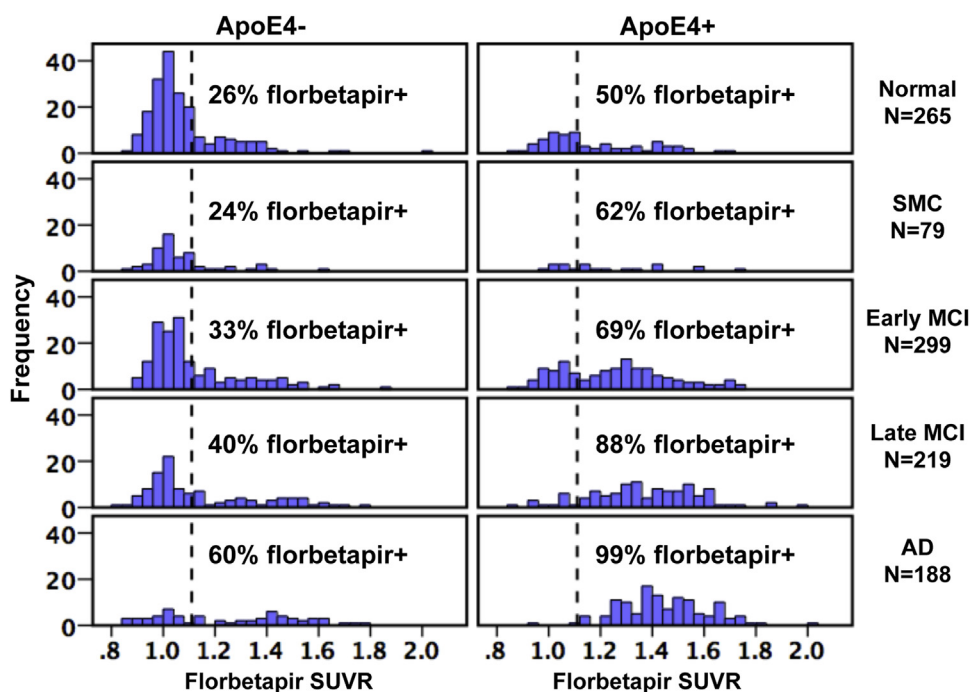 ApoE4- ApoE4+
40 26% florbetapir+ 50% florbetapir+ Normal
20 N=265
0
40 24% florbetapir+ 62% florbetapir+ SMC
20 N=79
0
40 33% florbetapir+ 69% florbetapir+ Early MCI
20 N=299
0
40 40% florbetapir+ 88% florbetapir+ Late MCI
20 N=219
0
40 60% florbetapir+ 99% florbetapir+ AD
20 N=188
0
Frequency
.8 1.0 1.2 1.4 1.6 1.8 2.0 .8 1.0 1.2 1.4 1.6 1.8 2.0
Florbetapir SUVR Florbetapir SUVR